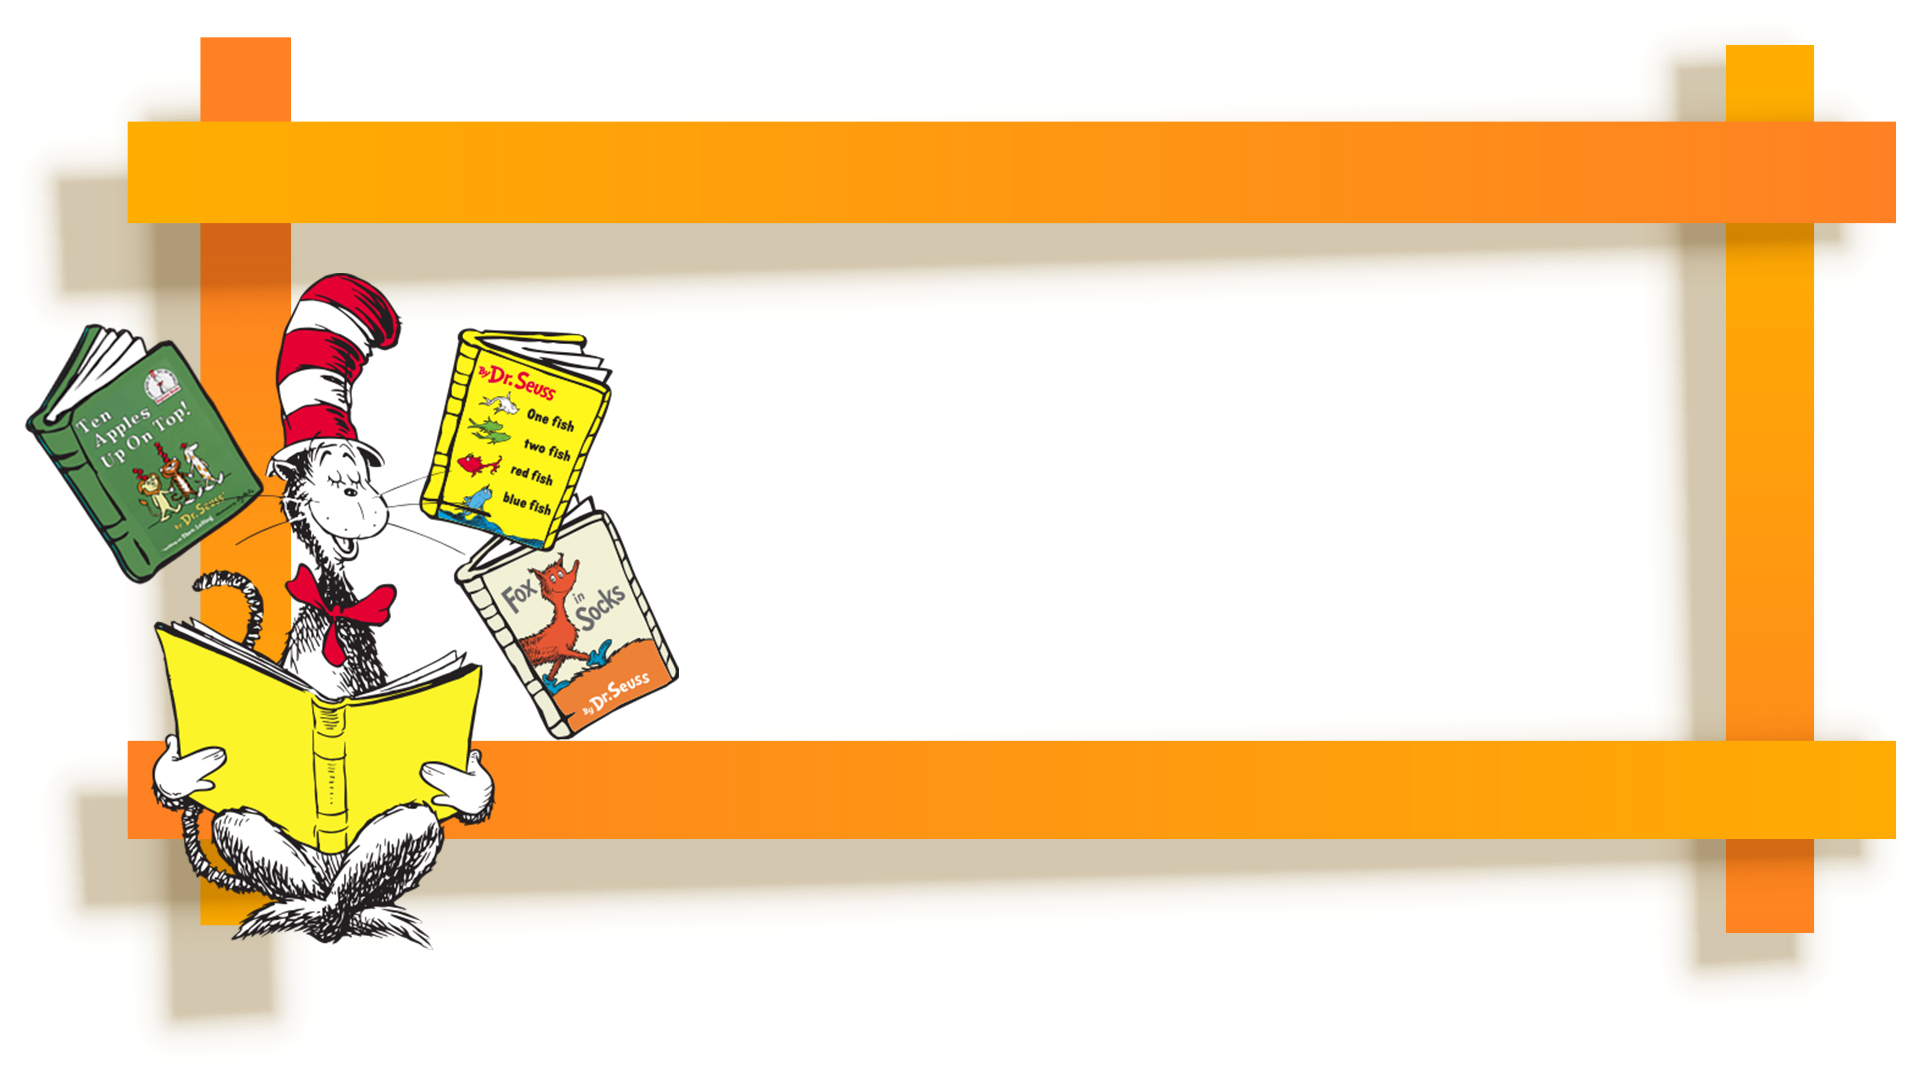 Ten
Apples
Up On Top!
by Dr. Seuss
By Dr. Seuss
One fish
two fish
red fish
blue fish
Fox
in
Socks
By Dr. Seuss